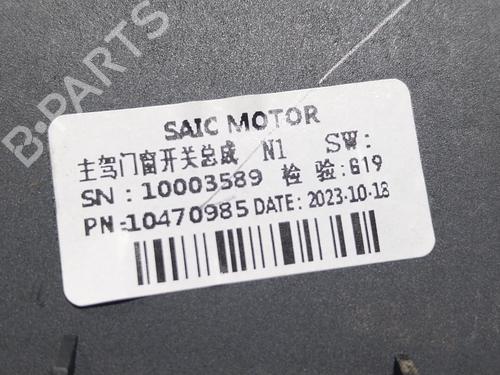 B-PARTS
SAIC MOTOR
主驾门窗开关总成 N1 SW:
SN : 10003589 检 验:G19
PN:10470985 DATE: 2023-10-18